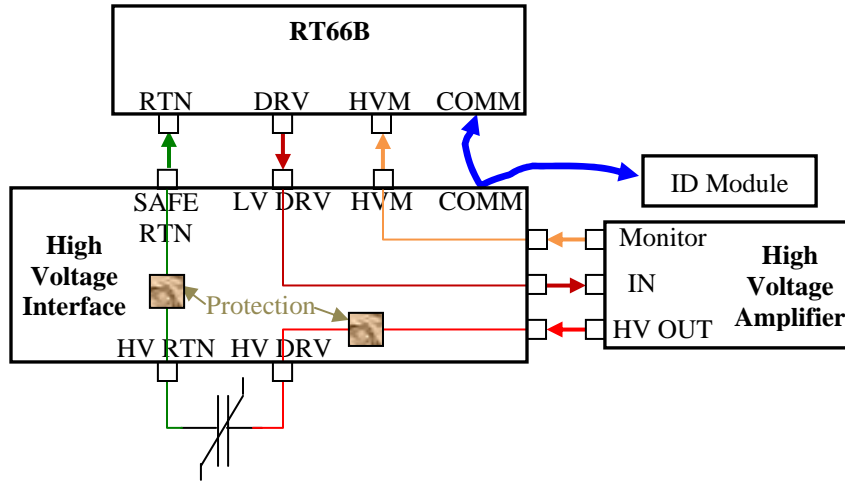 RT66B
RTN DRV HVM COMM
ID Module
SAFE RTN
LV DRV HVM COMM
High Voltage Interface
Protection
HV RTN HV DRV
Monitor
IN
HV OUT
High Voltage Amplifier